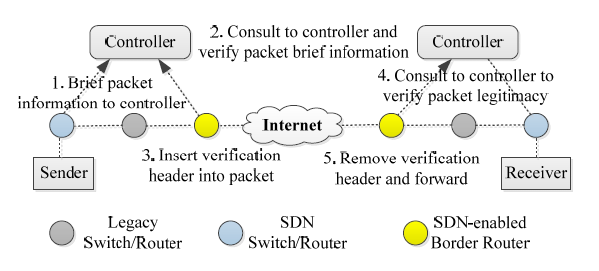 Controller
2. Consult to controller and
verify packet brief information
Controller
1. Brief packet
information to controller
4. Consult to controller to
verify packet legitimacy
Internet
3. Insert verification
header into packet
5. Remove verification
header and forward
Sender
Receiver
Legacy
Switch/Router
SDN
Switch/Router
SDN-enabled
Border Router